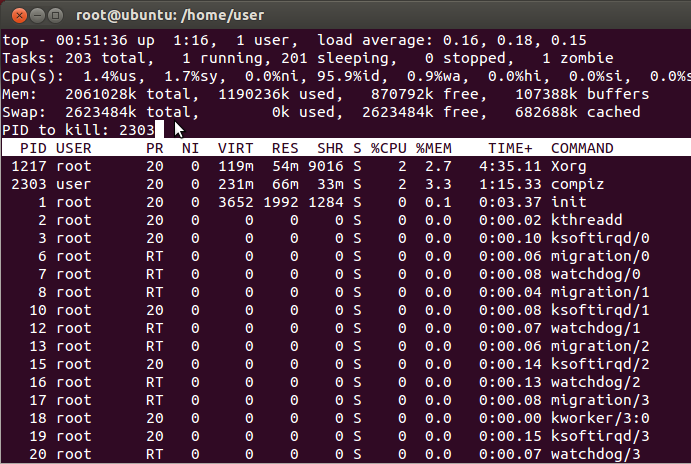 root@ubuntu: /home/user
top - 00:51:36 up  1:16,  1 user,  load average: 0.16, 0.18, 0.15
Tasks: 203 total,   1 running, 201 sleeping,   0 stopped,   1 zombie
Cpu(s):  1.4%us,  1.7%sy,  0.0%ni, 95.9%id,  0.9%wa,  0.0%hi,  0.0%si,  0.0%s
Mem:   2061028k total,  1190236k used,   870792k free,   107388k buffers
Swap:  2623484k total,        0k used,  2623484k free,   682688k cached
PID to kill: 2303
  PID USER      PR  NI  VIRT  RES  SHR S %CPU %MEM    TIME+  COMMAND
 1217 root      20   0  119m  54m 9016 S    2  2.7   4:35.11 Xorg
 2303 user      20   0  231m  66m  33m S    2  3.3   1:15.33 compiz
    1 root      20   0  3652 1992 1284 S    0  0.1   0:03.37 init
    2 root      20   0     0    0    0 S    0  0.0   0:00.02 kthreadd
    3 root      20   0     0    0    0 S    0  0.0   0:00.10 ksoftirqd/0
    6 root      RT   0     0    0    0 S    0  0.0   0:00.06 migration/0
    7 root      RT   0     0    0    0 S    0  0.0   0:00.08 watchdog/0
    8 root      RT   0     0    0    0 S    0  0.0   0:00.04 migration/1
   10 root      20   0     0    0    0 S    0  0.0   0:00.08 ksoftirqd/1
   12 root      RT   0     0    0    0 S    0  0.0   0:00.07 watchdog/1
   13 root      RT   0     0    0    0 S    0  0.0   0:00.06 migration/2
   15 root      20   0     0    0    0 S    0  0.0   0:00.14 ksoftirqd/2
   16 root      RT   0     0    0    0 S    0  0.0   0:00.13 watchdog/2
   17 root      RT   0     0    0    0 S    0  0.0   0:00.08 migration/3
   18 root      20   0     0    0    0 S    0  0.0   0:00.00 kworker/3:0
   19 root      20   0     0    0    0 S    0  0.0   0:00.15 ksoftirqd/3
   20 root      RT   0     0    0    0 S    0  0.0   0:00.07 watchdog/3